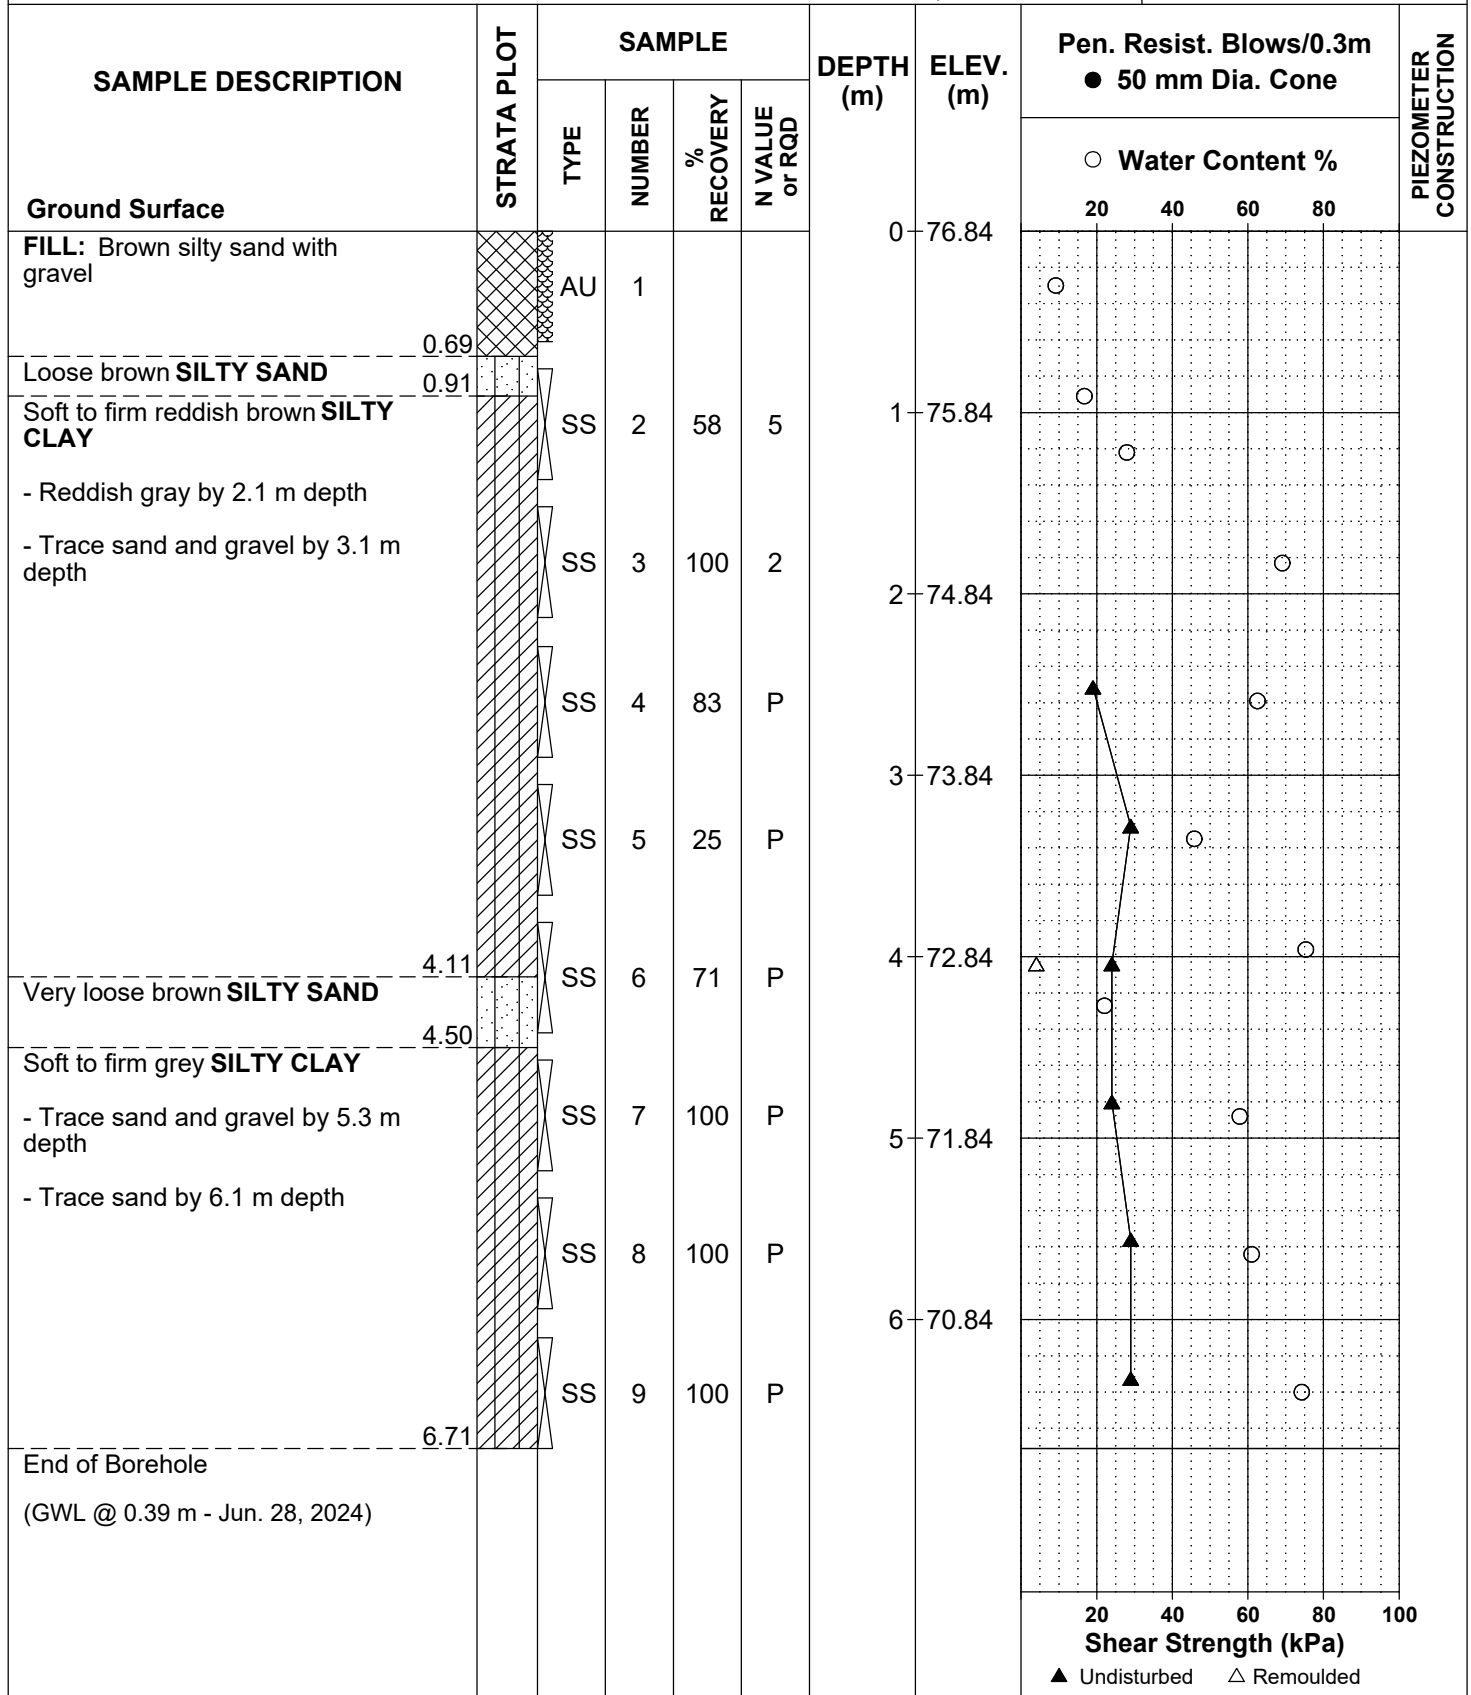 SAMPLE DESCRIPTION
Ground Surface
STRATA PLOT
SAMPLE
TYPE
NUMBER
%
RECOVERY
N VALUE
or RQD
DEPTH
(m)
ELEV.
(m)
Pen. Resist. Blows/0.3m
● 50 mm Dia. Cone
○ Water Content %
20 40 60 80
PIEZOMETER
CONSTRUCTION
0 76.84
FILL: Brown silty sand with
gravel
AU 1
0.69
Loose brown SILTY SAND
0.91
Soft to firm reddish brown SILTY
CLAY
1 75.84
SS 2 58 5
- Reddish gray by 2.1 m depth
- Trace sand and gravel by 3.1 m
depth
SS 3 100 2
2 74.84
SS 4 83 P
3 73.84
SS 5 25 P
4 72.84
4.11
SS 6 71 P
Very loose brown SILTY SAND
4.50
Soft to firm grey SILTY CLAY
- Trace sand and gravel by 5.3 m
depth
SS 7 100 P
5 71.84
- Trace sand by 6.1 m depth
SS 8 100 P
6 70.84
SS 9 100 P
6.71
End of Borehole
(GWL @ 0.39 m - Jun. 28, 2024)
20 40 60 80 100
Shear Strength (kPa)
▲ Undisturbed △ Remoulded